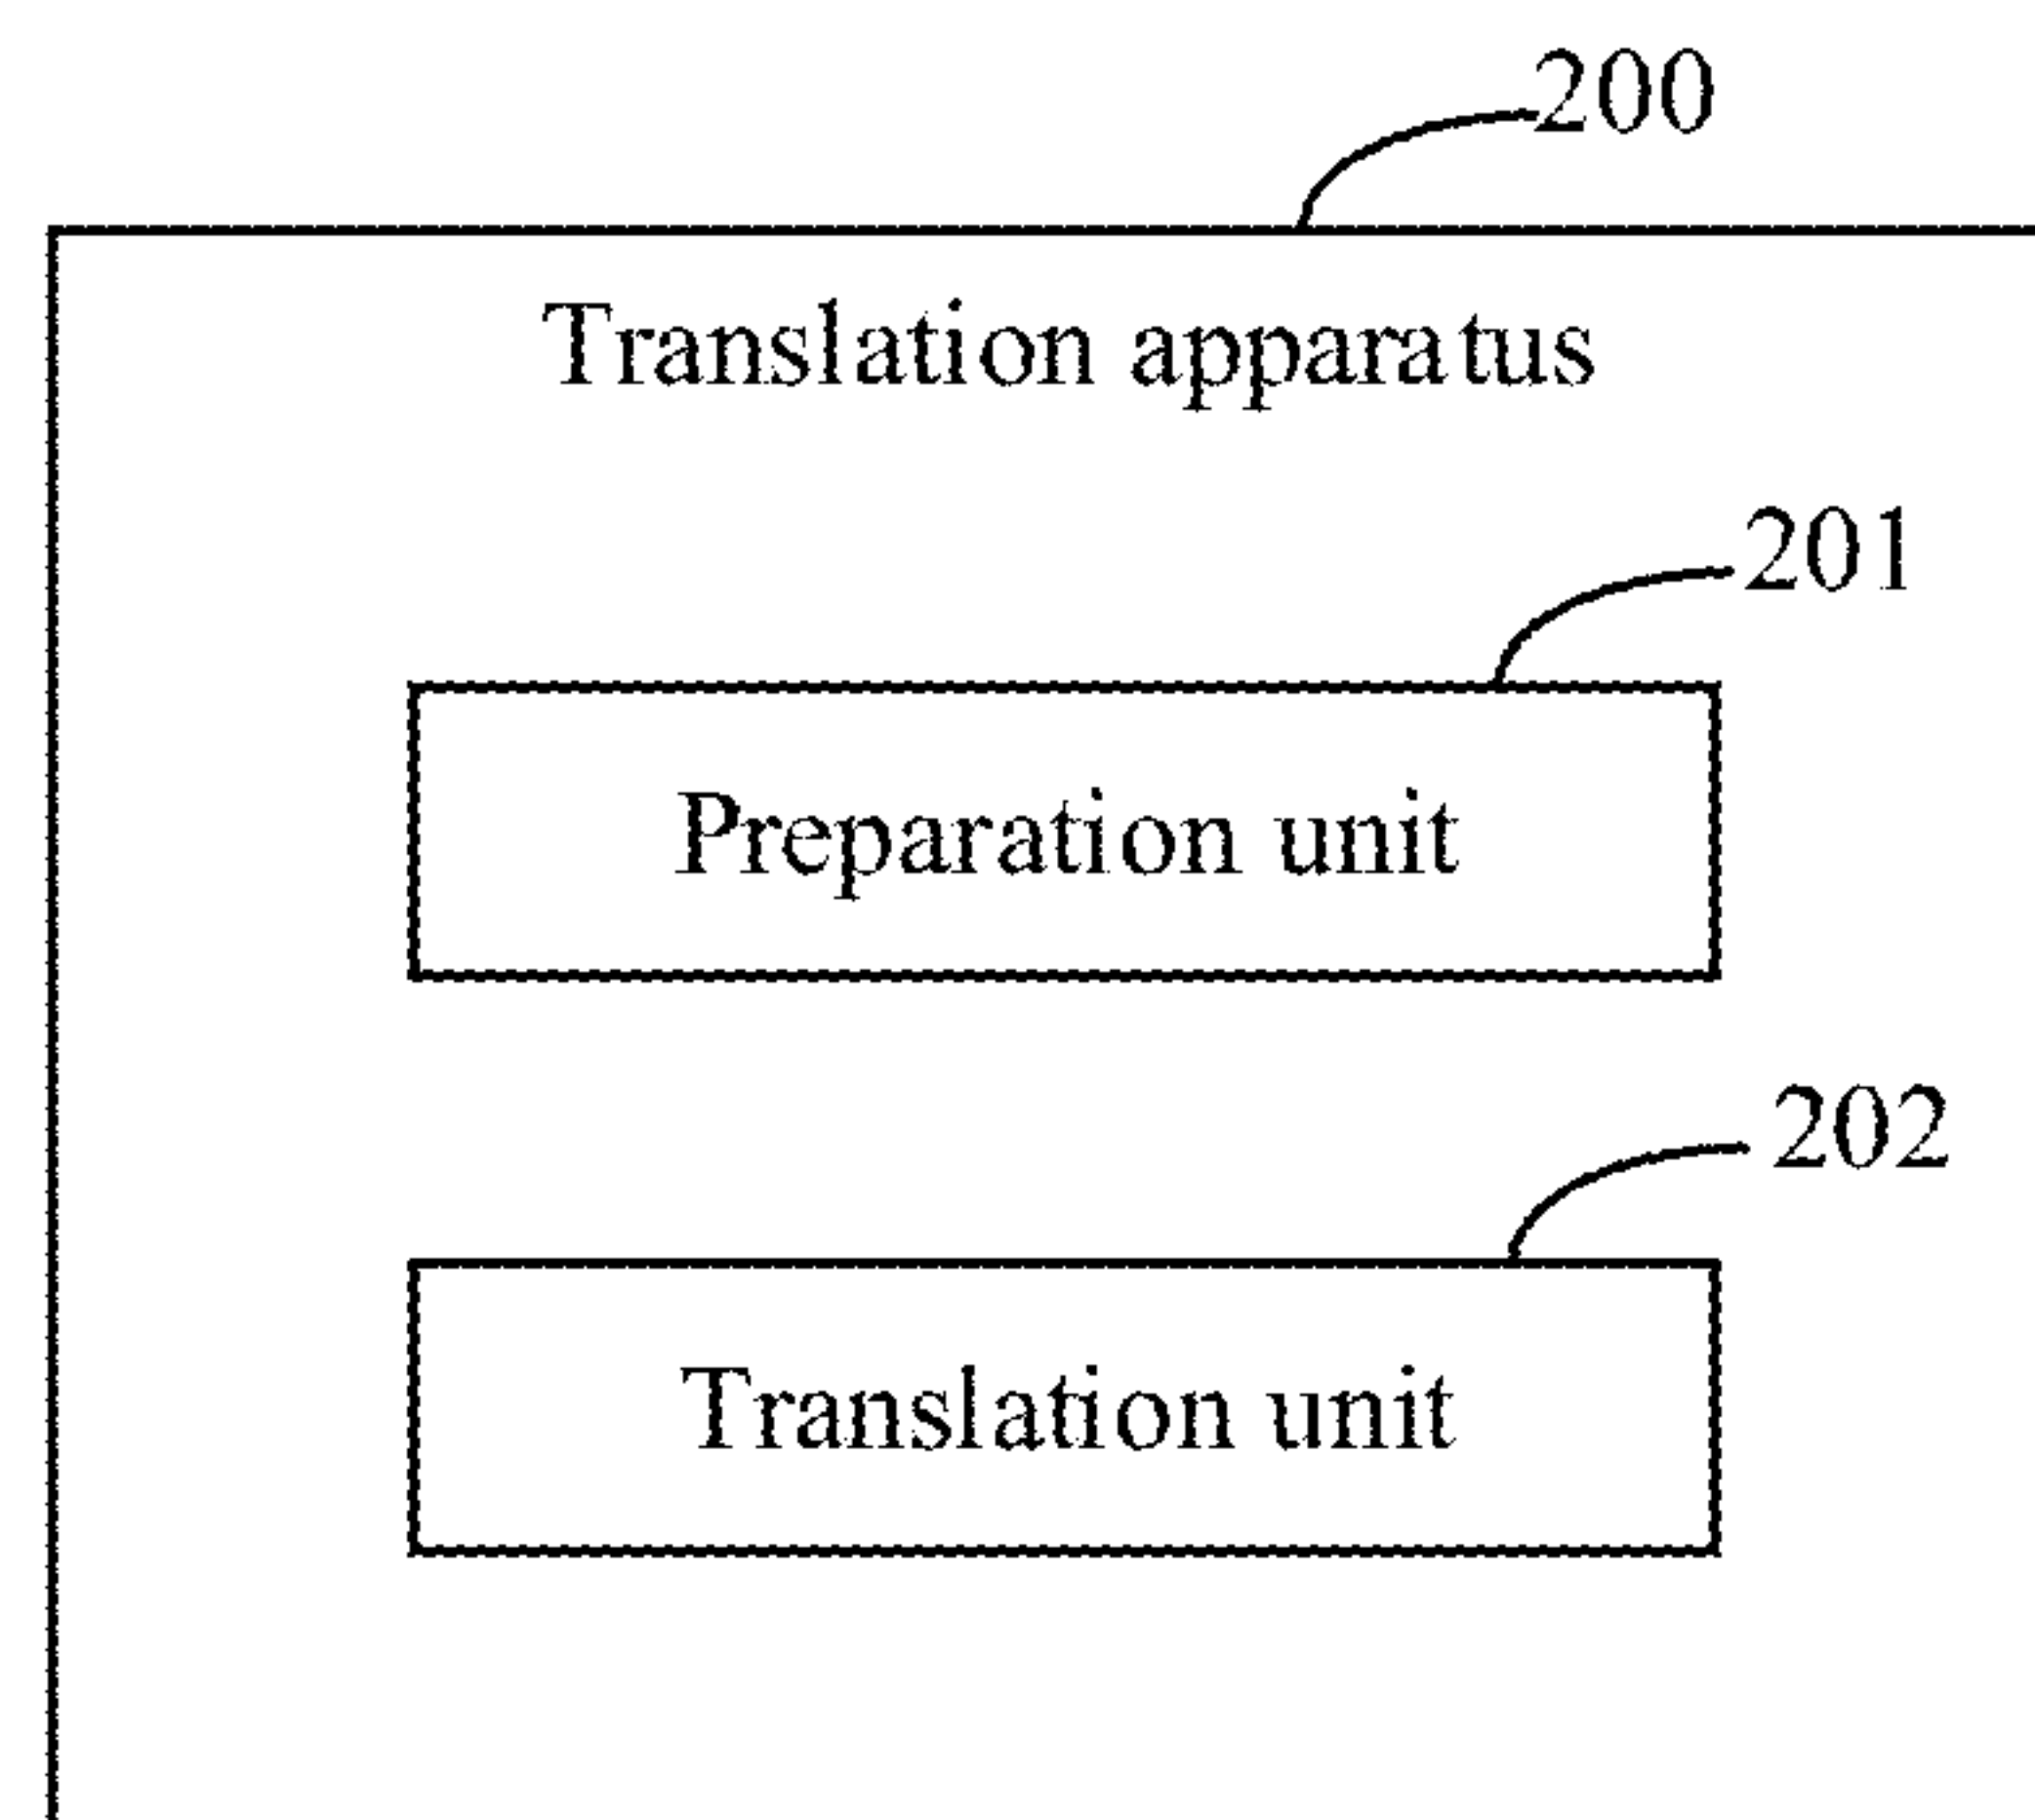 200
Translation apparatus
201
Preparation unit
202
Translation unit